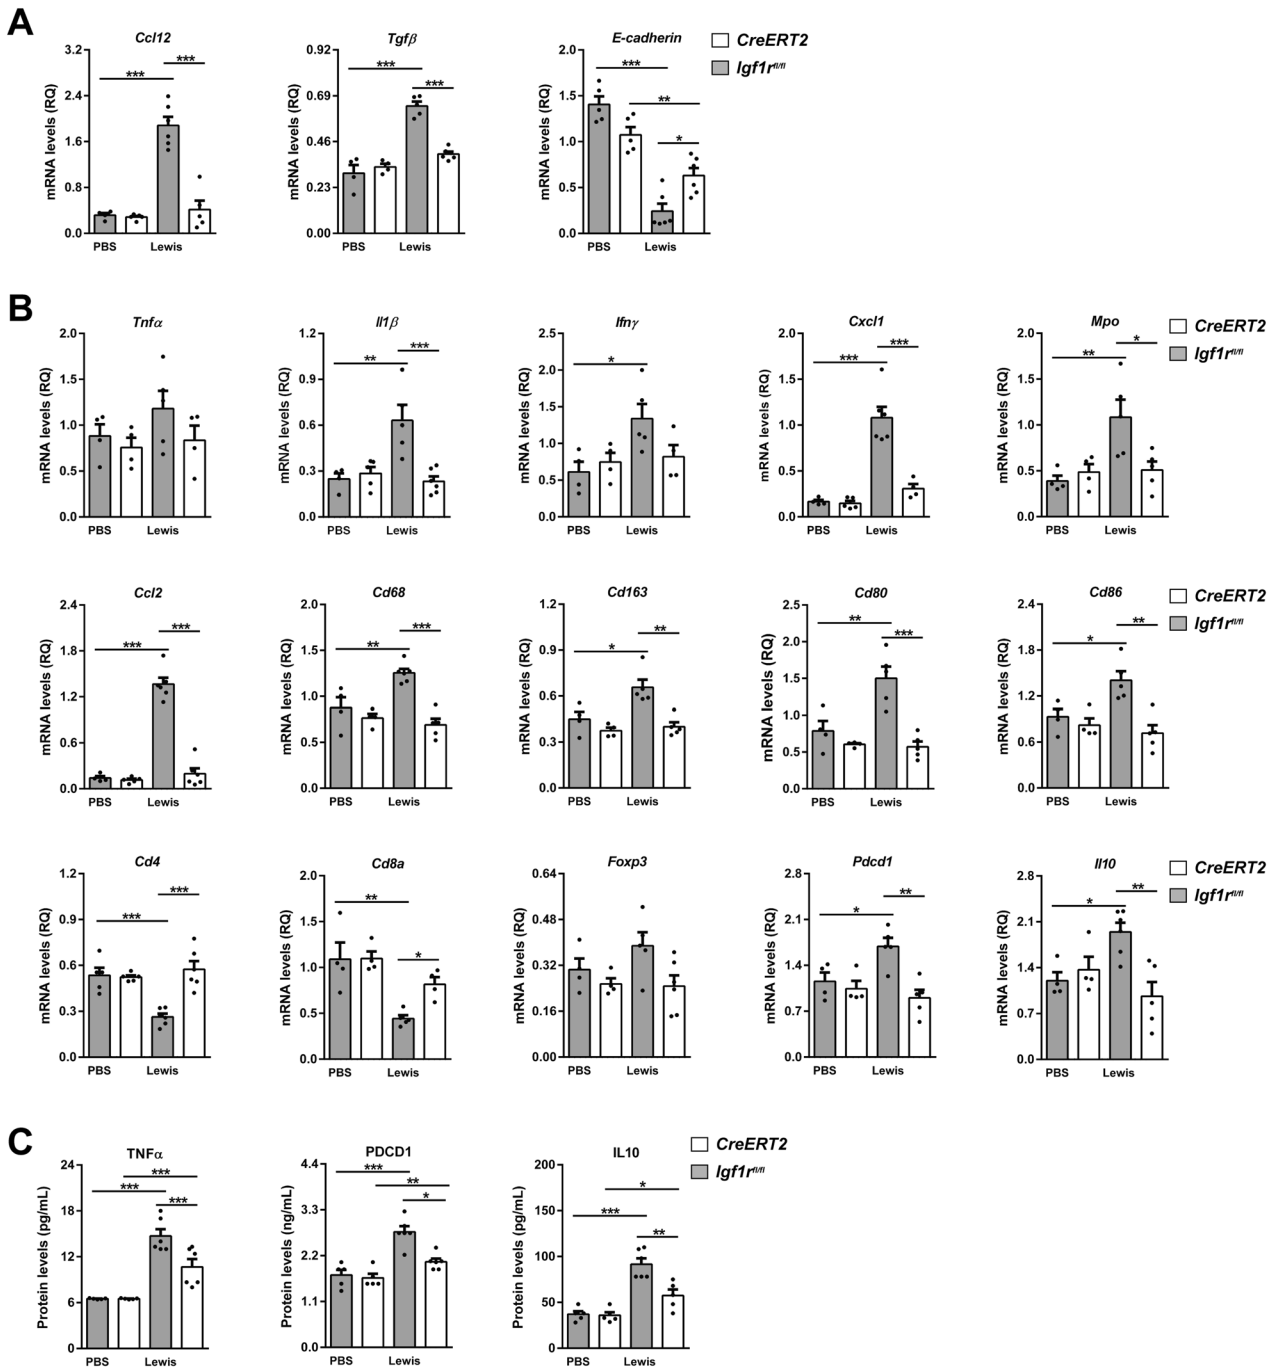 A
Ccl12
Tgfβ
E-cadherin
CreERT2
Igf1r^fl/fl
mRNA levels (RQ)
3.2
2.4
1.6
0.8
0.0
***
***
PBS
Lewis
mRNA levels (RQ)
0.92
0.69
0.46
0.23
0.00
***
***
PBS
Lewis
mRNA levels (RQ)
2.0
1.5
1.0
0.5
0.0
***
**
*
PBS
Lewis
B
Tnfα
Il1β
Ifnγ
Cxcl1
Mpo
CreERT2
Igf1r^fl/fl
mRNA levels (RQ)
2.0
1.5
1.0
0.5
0.0
PBS
Lewis
mRNA levels (RQ)
1.2
0.9
0.6
0.3
0.0
**
***
PBS
Lewis
mRNA levels (RQ)
2.5
2.0
1.5
1.0
0.5
0.0
*
PBS
Lewis
mRNA levels (RQ)
2.0
1.5
1.0
0.5
0.0
***
***
PBS
Lewis
mRNA levels (RQ)
2.0
1.5
1.0
0.5
0.0
**
*
PBS
Lewis
Ccl2
Cd68
Cd163
Cd80
Cd86
CreERT2
Igf1r^fl/fl
mRNA levels (RQ)
2.4
1.8
1.2
0.6
0.0
***
***
PBS
Lewis
mRNA levels (RQ)
2.0
1.5
1.0
0.5
0.0
**
***
PBS
Lewis
mRNA levels (RQ)
1.2
0.9
0.6
0.3
0.0
*
**
PBS
Lewis
mRNA levels (RQ)
2.5
2.0
1.5
1.0
0.5
0.0
**
***
PBS
Lewis
mRNA levels (RQ)
2.4
1.8
1.2
0.6
0.0
*
**
PBS
Lewis
Cd4
Cd8a
Foxp3
Pdcd1
Il10
CreERT2
Igf1r^fl/fl
mRNA levels (RQ)
1.2
0.9
0.6
0.3
0.0
***
***
PBS
Lewis
mRNA levels (RQ)
2.0
1.5
1.0
0.5
0.0
**
*
PBS
Lewis
mRNA levels (RQ)
0.64
0.48
0.32
0.16
0.00
PBS
Lewis
mRNA levels (RQ)
2.8
2.1
1.4
0.7
0.0
*
**
PBS
Lewis
mRNA levels (RQ)
2.8
2.1
1.4
0.7
0.0
*
**
PBS
Lewis
C
TNFα
PDCD1
IL10
CreERT2
Igf1r^fl/fl
Protein levels (pg/mL)
24
18
12
6
0
***
***
***
PBS
Lewis
Protein levels (ng/mL)
4.4
3.3
2.2
1.1
0.0
***
**
*
PBS
Lewis
Protein levels (pg/mL)
200
150
100
50
0
*
***
**
PBS
Lewis